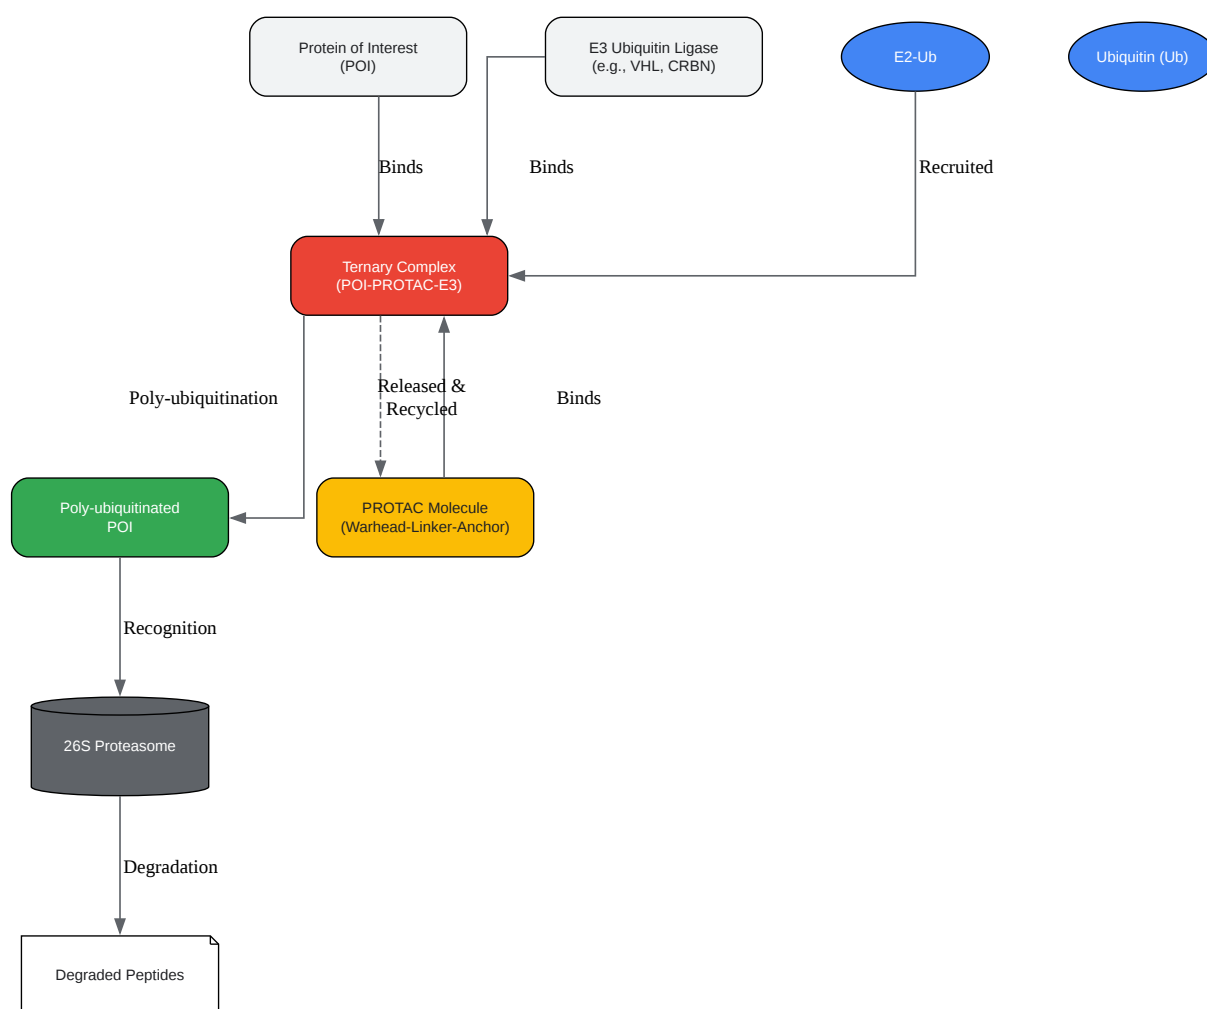 Protein of Interest
(POI)
E3 Ubiquitin Ligase
(e.g., VHL, CRBN)
E2-Ub
Ubiquitin (Ub)
Binds
Binds
Recruited
Ternary Complex
(POI-PROTAC-E3)
Poly-ubiquitination
Released &
Recycled
Binds
Poly-ubiquitinated
POI
PROTAC Molecule
(Warhead-Linker-Anchor)
Recognition
26S Proteasome
Degradation
Degraded Peptides